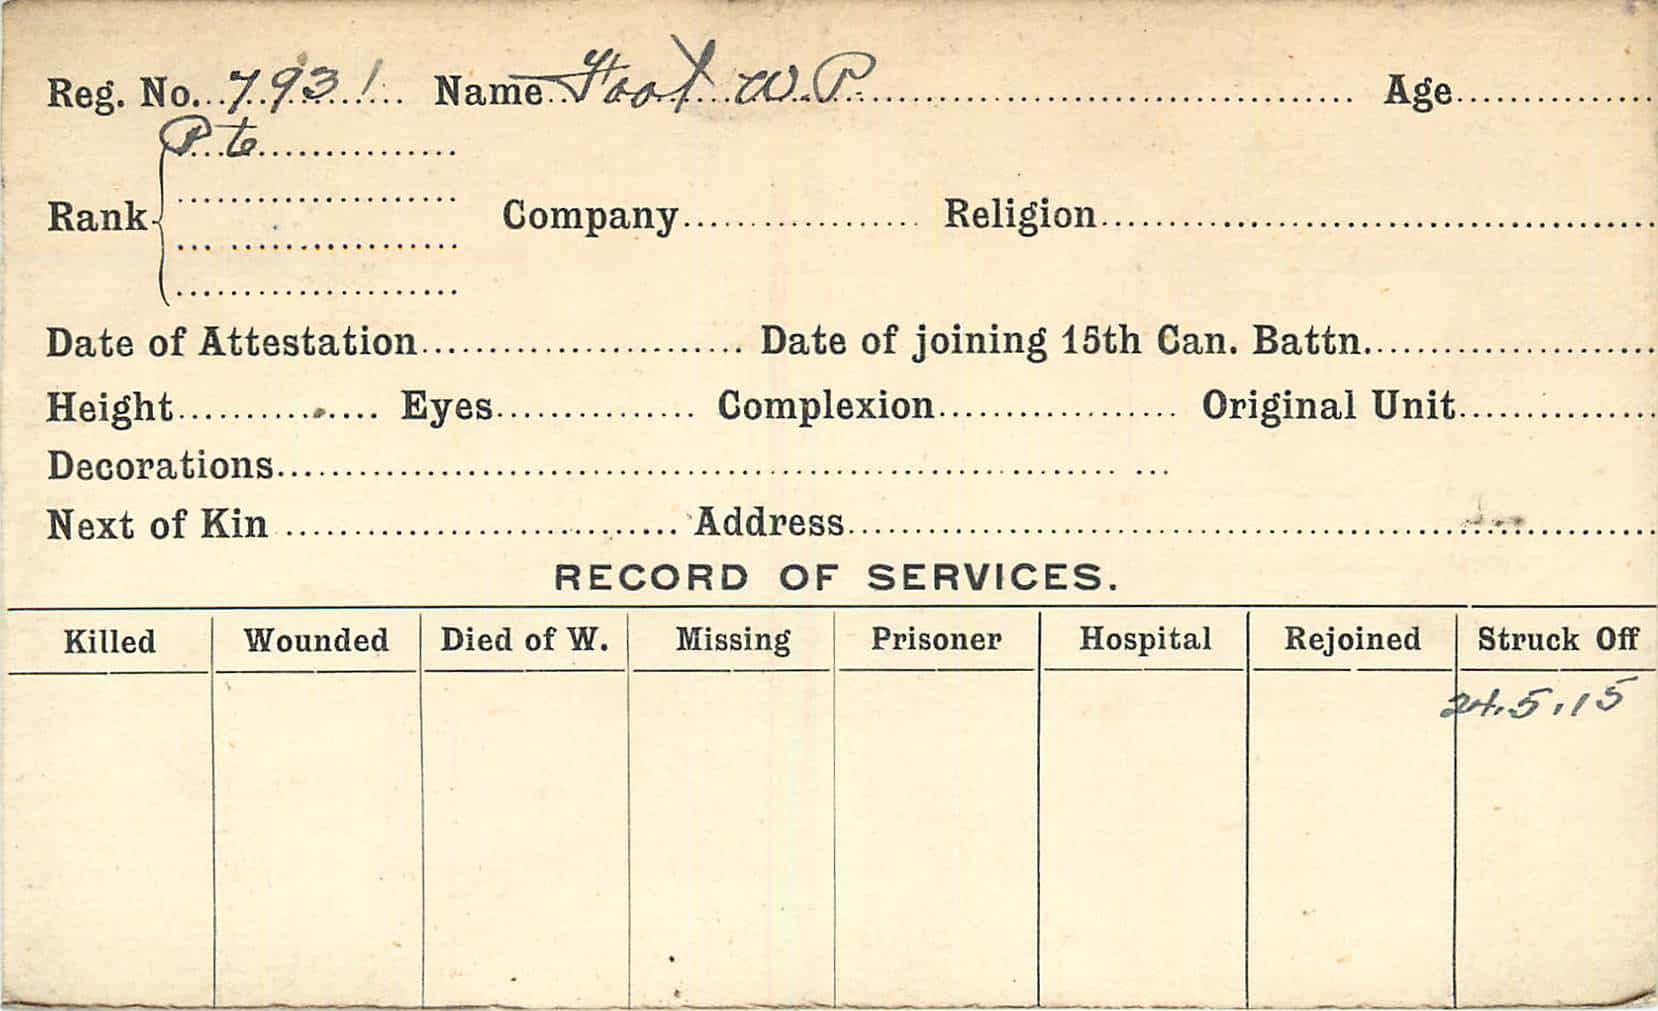 Reg. No. 7931 Name Foot W. P. Age
Pte
Rank Company Religion
Date of Attestation Date of joining 15th Can. Battn.
Height Eyes Complexion Original Unit
Decorations
Next of Kin Address
RECORD OF SERVICES.
Killed Wounded Died of W. Missing Prisoner Hospital Rejoined Struck Off
24.5.15